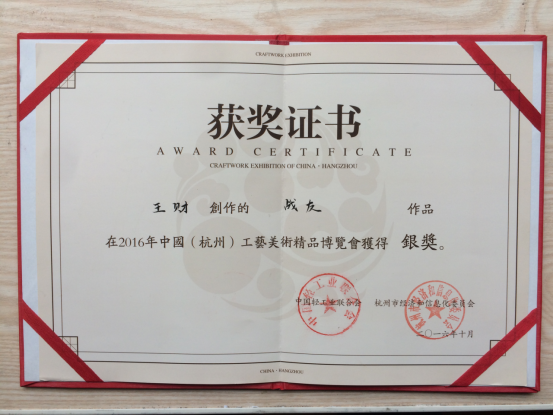 CRAFTWORK EXHIBITION
获奖证书
AWARD CERTIFICATE
CRAFTWORK EXHIBITION OF CHINA · HANGZHOU
王财 創作的 战友 作品
在2016年中國（杭州）工藝美術精品博覽會獲得 銀獎。
中国轻工业联合会 杭州市经济和信息化委员会
二〇一六年十月
CHINA · HANGZHOU